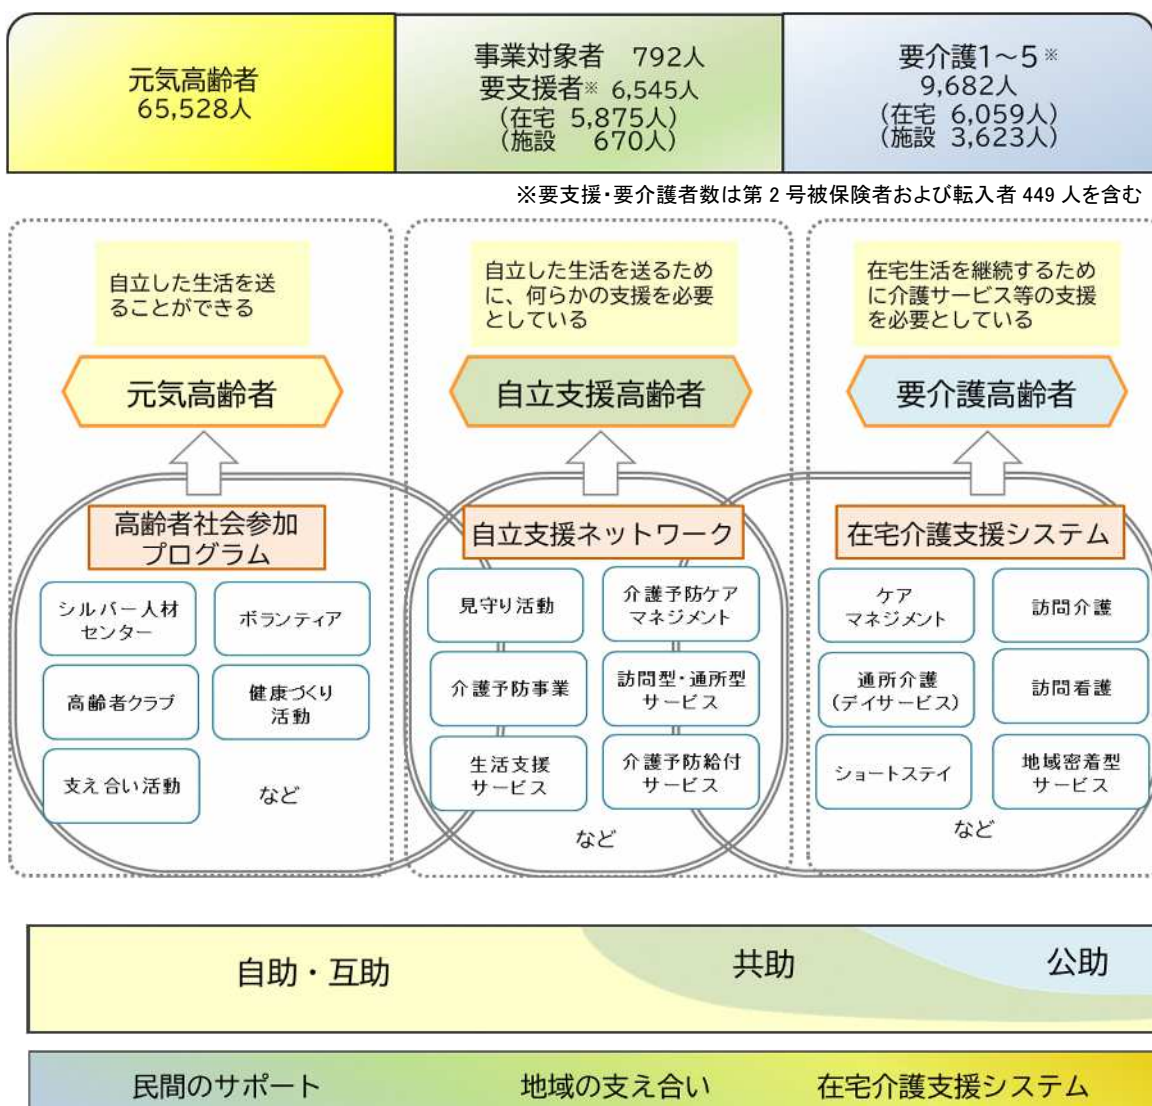 元気高齢者
65,528人
事業対象者 792人
要支援者※ 6,545人
(在宅 5,875人)
(施設 670人)
要介護1～5※
9,682人
(在宅 6,059人)
(施設 3,623人)
※要支援・要介護者数は第2号被保険者および転入者449人を含む
自立した生活を送
ることができる
元気高齢者
高齢者社会参加
プログラム
シルバー人材
センター
ボランティア
高齢者クラブ
健康づくり
活動
支え合い活動
など
自立した生活を送るため
に、何らかの支援を必要
としている
自立支援高齢者
自立支援ネットワーク
見守り活動
介護予防ケア
マネジメント
介護予防事業
訪問型・通所型
サービス
生活支援
サービス
介護予防給付
サービス
など
在宅生活を継続するため
に介護サービス等の支援
を必要としている
要介護高齢者
在宅介護支援システム
ケア
マネジメント
訪問介護
通所介護
(デイサービス)
訪問看護
ショートステイ
地域密着型
サービス
など
自助・互助
共助
公助
民間のサポート
地域の支え合い
在宅介護支援システム